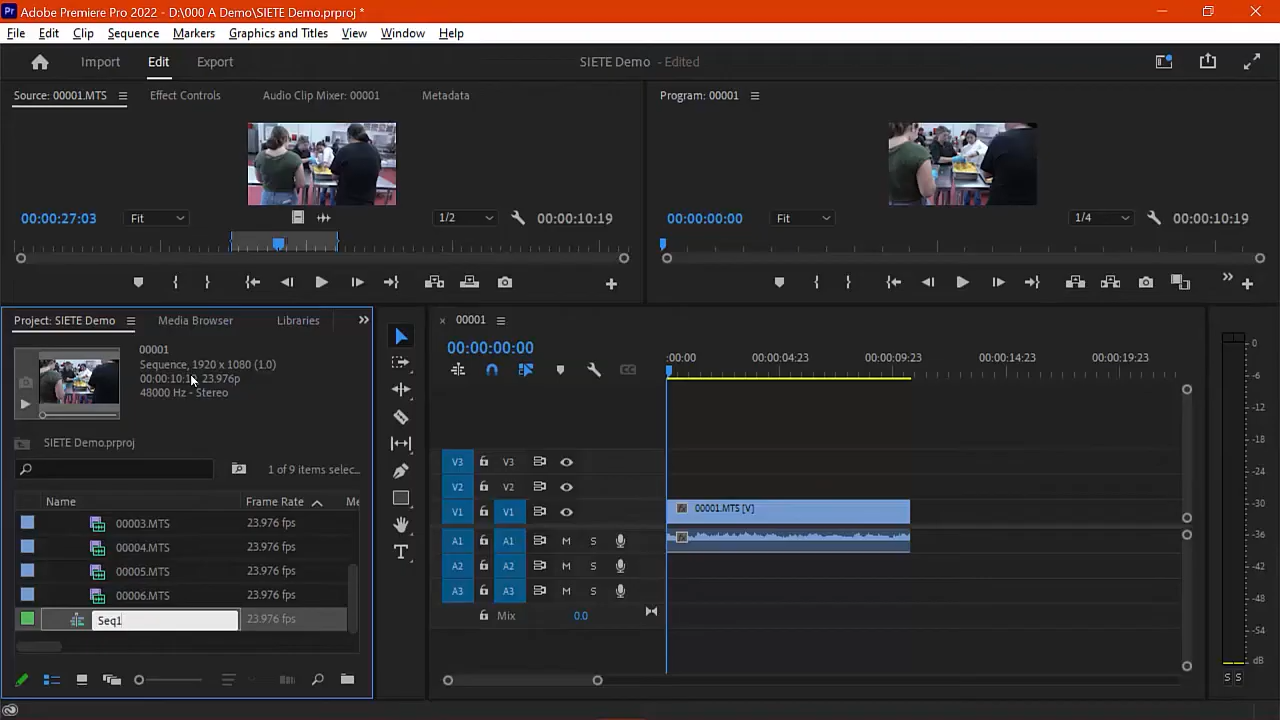 Pr Adobe Premiere Pro 2022 - D:\000 A Demo\SIETE Demo.prproj *
File Edit Clip Sequence Markers Graphics and Titles View Window Help
Import Edit Export SIETE Demo - Edited
Source: 00001.MTS Effect Controls Audio Clip Mixer: 00001 Metadata
Program: 00001
00:00:27:03 Fit 1/2 00:00:10:19
00:00:00:00 Fit 1/4 00:00:10:19
Project: SIETE Demo Media Browser Libraries
00001
Sequence, 1920 x 1080 (1.0)
23.976p
48000 Hz - Stereo
SIETE Demo.prproj
1 of 9 items selec...
Name Frame Rate Me
00003.MTS 23.976 fps
00004.MTS 23.976 fps
00005.MTS 23.976 fps
00006.MTS 23.976 fps
Seq1 23.976 fps
00001
00:00:00:00
:00:00 00:00:04:23 00:00:09:23 00:00:14:23 00:00:19:23
V3 V3
V2 V2
V1 V1 00001.MTS [V]
A1 A1 M S
A2 A2 M S
A3 A3 M S
Mix 0.0
T
0
-6
-12
-18
-24
-30
-36
-42
-48
-54
dB
S S